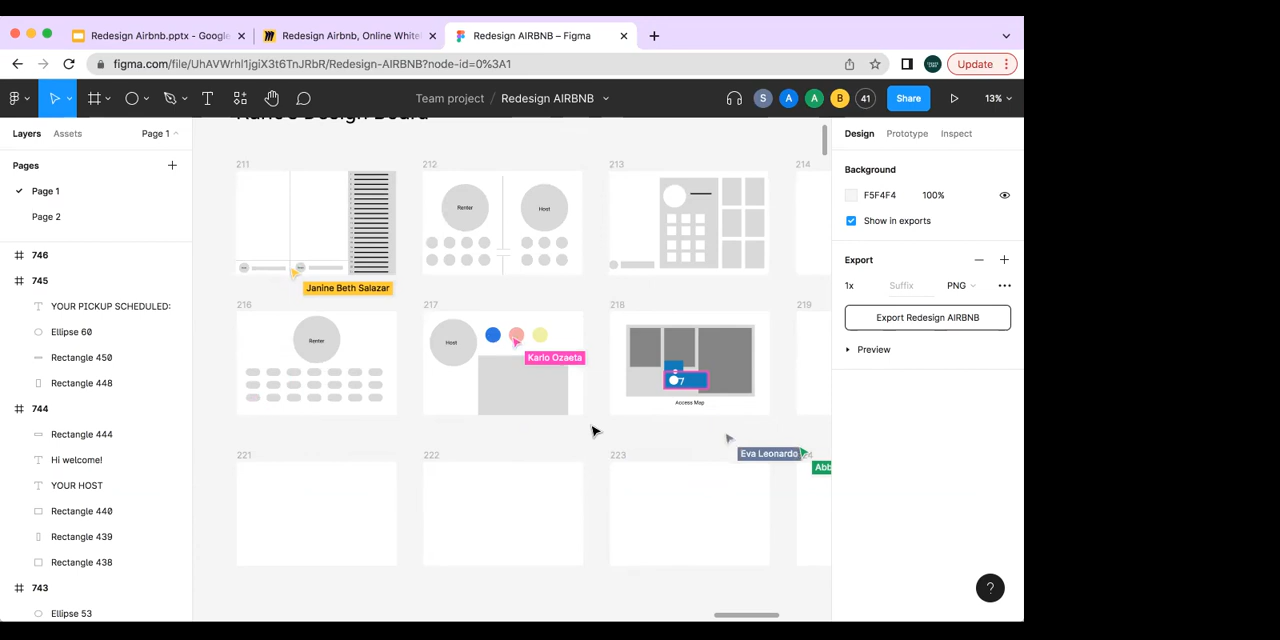 Redesign Airbnb.pptx - Google
Redesign Airbnb, Online White
Redesign AIRBNB – Figma
figma.com/file/UhAVWrhl1jgiX3t6TnJRbR/Redesign-AIRBNB?node-id=0%3A1
Update
Team project / Redesign AIRBNB
S
A
A
B
41
Share
13%
Layers
Assets
Page 1
Design
Prototype
Inspect
Pages
Page 1
Page 2
746
745
YOUR PICKUP SCHEDULED:
Ellipse 60
Rectangle 450
Rectangle 448
744
Rectangle 444
Hi welcome!
YOUR HOST
Rectangle 440
Rectangle 439
Rectangle 438
743
Ellipse 53
Design Board
211
212
213
214
Renter
Host
Janine Beth Salazar
216
217
218
219
Renter
Host
Karlo Ozaeta
7
Access Map
Eva Leonardo
Abb
221
222
223
Background
F5F4F4
100%
Show in exports
Export
1x
Suffix
PNG
Export Redesign AIRBNB
Preview
?